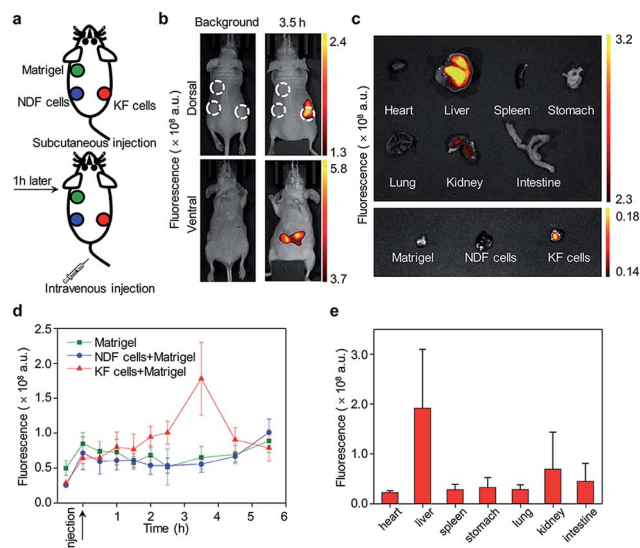 a
Matrigel
NDF cells
KF cells
Subcutaneous injection
1h later
Intravenous injection
b
Background
3.5 h
Dorsal
Ventral
Fluorescence ( × 10⁸ a.u.)
2.4
1.3
5.8
3.7
c
Fluorescence ( × 10⁸ a.u.)
Heart
Liver
Spleen
Stomach
Lung
Kidney
Intestine
3.2
2.3
Matrigel
NDF cells
KF cells
0.18
0.14
d
Fluorescence ( × 10⁸ a.u.)
2.5
2.0
1.5
1.0
0.5
0.0
Matrigel
NDF cells+Matrigel
KF cells+Matrigel
0
1
2
3
4
5
6
Injection
Time (h)
e
Fluorescence ( × 10⁸ a.u.)
3.0
2.0
1.0
0.0
heart
liver
spleen
stomach
lung
kidney
intestine